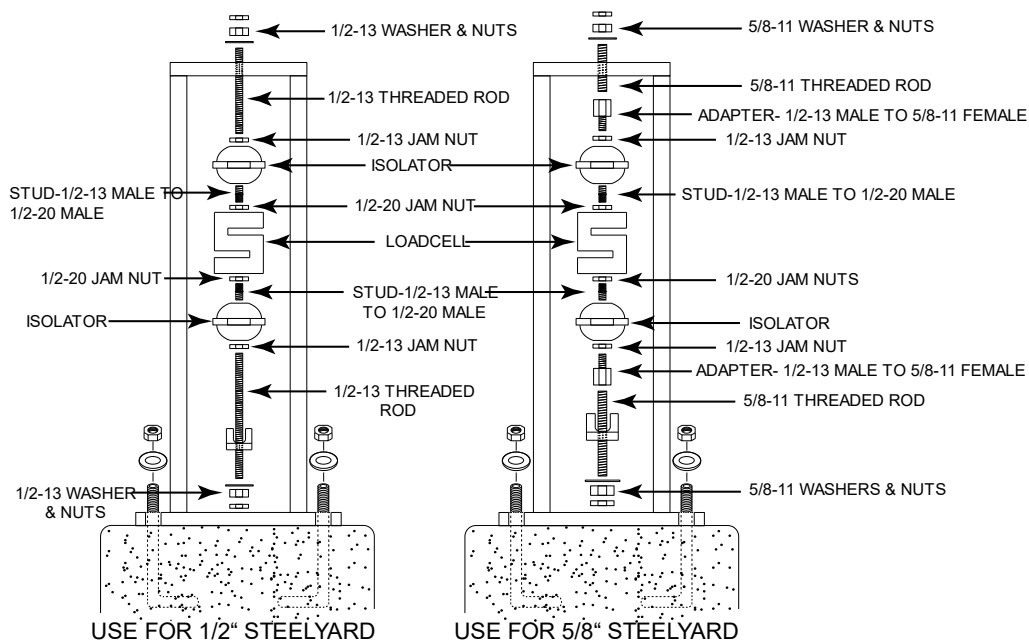 1/2-13 WASHER & NUTS
1/2-13 THREADED ROD
1/2-13 JAM NUT
ISOLATOR
STUD-1/2-13 MALE TO
1/2-20 MALE
1/2-20 JAM NUT
LOADCELL
1/2-20 JAM NUT
STUD-1/2-13 MALE
TO 1/2-20 MALE
ISOLATOR
1/2-13 JAM NUT
1/2-13 THREADED
ROD
1/2-13 WASHER
& NUTS
USE FOR 1/2“ STEELYARD
5/8-11 WASHER & NUTS
5/8-11 THREADED ROD
ADAPTER- 1/2-13 MALE TO 5/8-11 FEMALE
1/2-13 JAM NUT
STUD-1/2-13 MALE TO 1/2-20 MALE
1/2-20 JAM NUTS
ISOLATOR
1/2-13 JAM NUT
ADAPTER- 1/2-13 MALE TO 5/8-11 FEMALE
5/8-11 THREADED ROD
5/8-11 WASHERS & NUTS
USE FOR 5/8“ STEELYARD